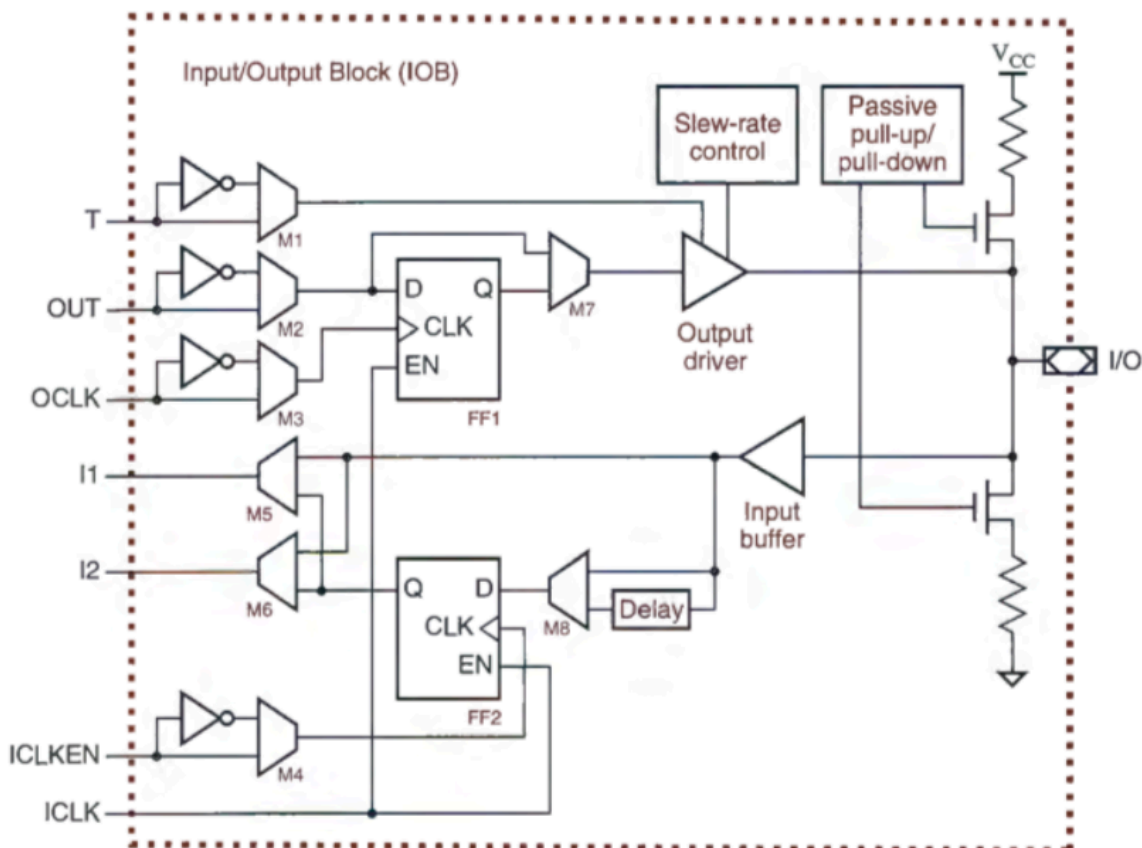 Input/Output Block (IOB)
VCC
Slew-rate
control
Passive
pull-up/
pull-down
T
M1
OUT
M2
D
Q
M7
CLK
Output
driver
EN
I/O
OCLK
M3
FF1
I1
M5
Input
buffer
I2
M6
Q
D
M8
Delay
CLK
EN
FF2
ICLKEN
M4
ICLK